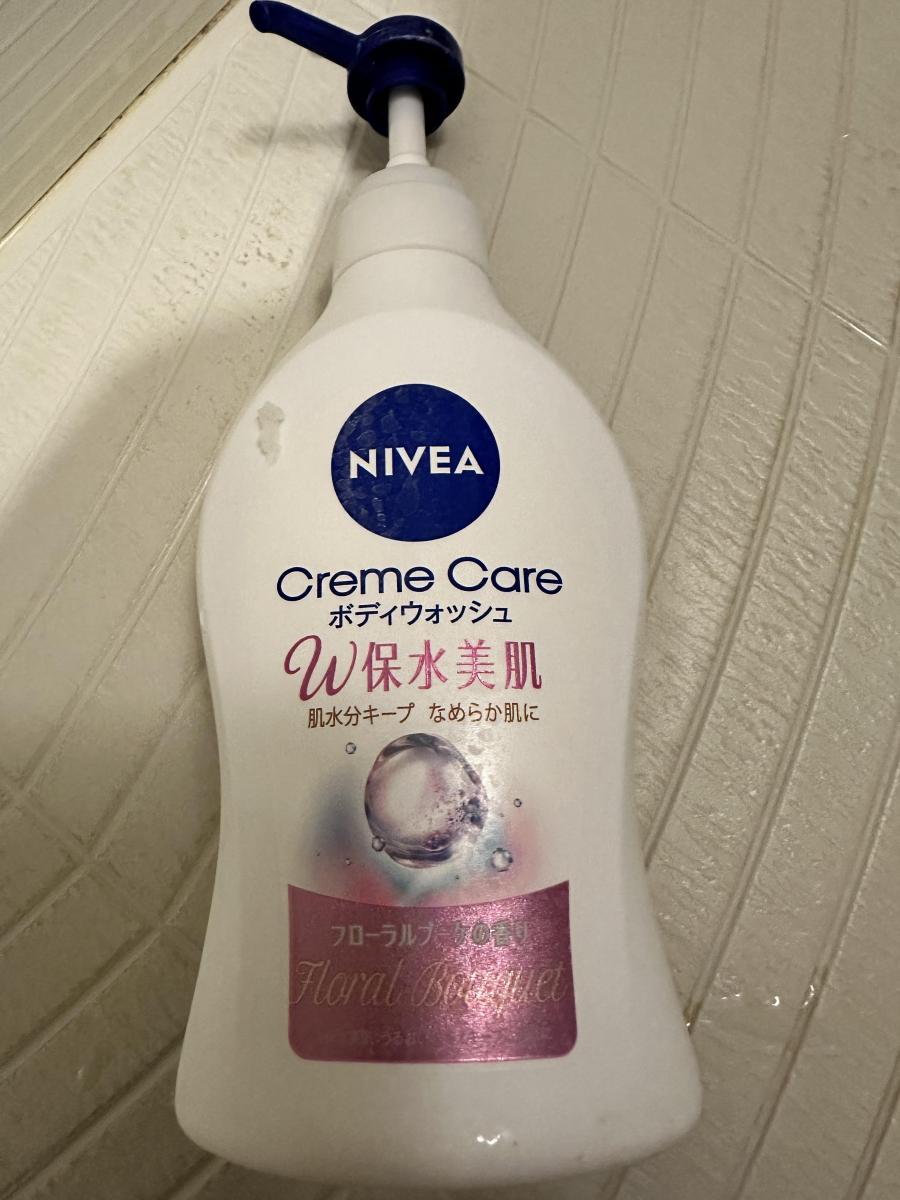 NIVEA
Creme Care
ボディウォッシュ
W保水美肌
肌水分キープ なめらか肌に
フローラルブーケの香り
Floral Bouquet